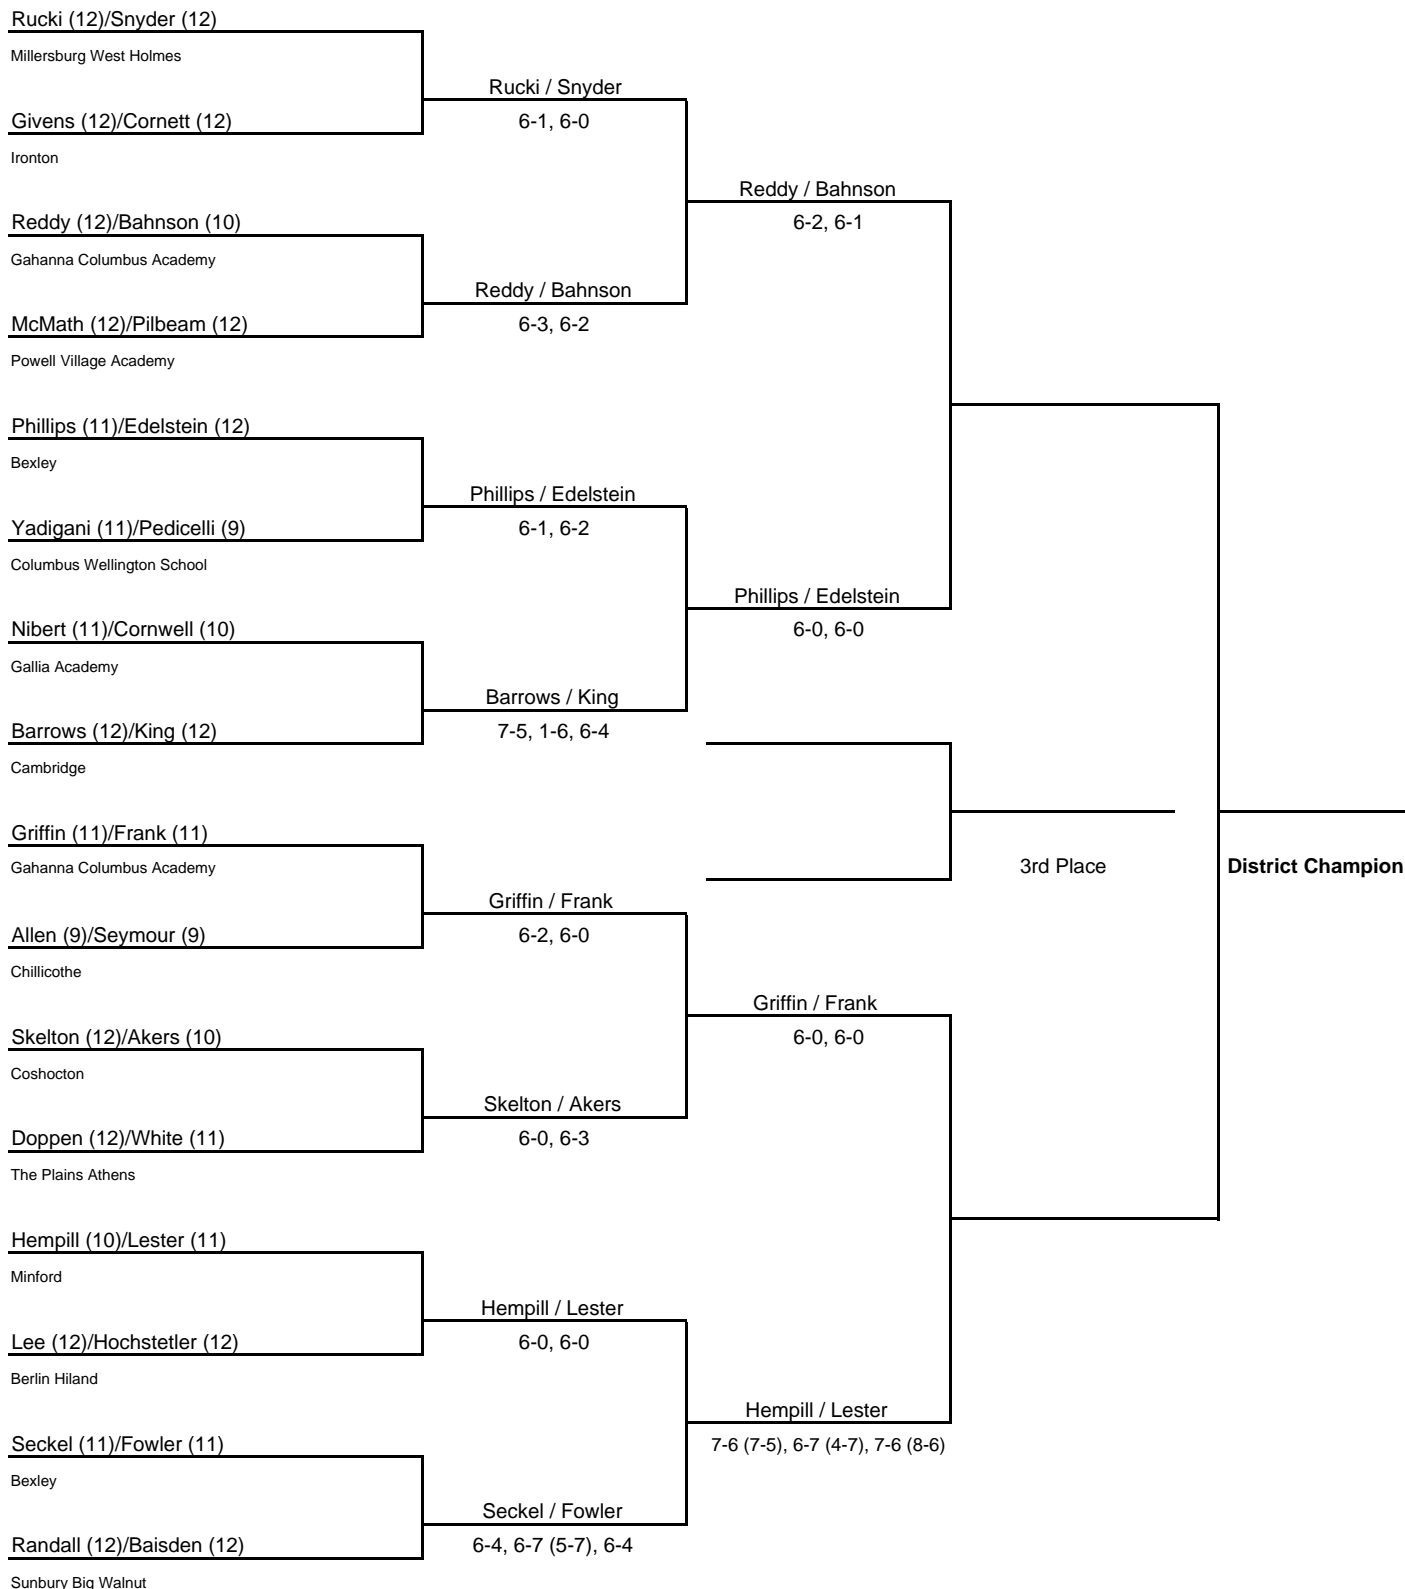 Rucki (12)/Snyder (12)
Millersburg West Holmes
Rucki / Snyder
Givens (12)/Cornett (12)
6-1, 6-0
Ironton
Reddy / Bahnson
Reddy (12)/Bahnson (10)
6-2, 6-1
Gahanna Columbus Academy
Reddy / Bahnson
McMath (12)/Pilbeam (12)
6-3, 6-2
Powell Village Academy
Phillips (11)/Edelstein (12)
Bexley
Phillips / Edelstein
Yadigani (11)/Pedicelli (9)
6-1, 6-2
Columbus Wellington School
Phillips / Edelstein
Nibert (11)/Cornwell (10)
6-0, 6-0
Gallia Academy
Barrows / King
Barrows (12)/King (12)
7-5, 1-6, 6-4
Cambridge
Griffin (11)/Frank (11)
Gahanna Columbus Academy
3rd Place
District Champion
Griffin / Frank
Allen (9)/Seymour (9)
6-2, 6-0
Chillicothe
Griffin / Frank
Skelton (12)/Akers (10)
6-0, 6-0
Coshocton
Skelton / Akers
Doppen (12)/White (11)
6-0, 6-3
The Plains Athens
Hempill (10)/Lester (11)
Minford
Hempill / Lester
Lee (12)/Hochstetler (12)
6-0, 6-0
Berlin Hiland
Hempill / Lester
Seckel (11)/Fowler (11)
7-6 (7-5), 6-7 (4-7), 7-6 (8-6)
Bexley
Seckel / Fowler
Randall (12)/Baisden (12)
6-4, 6-7 (5-7), 6-4
Sunbury Big Walnut